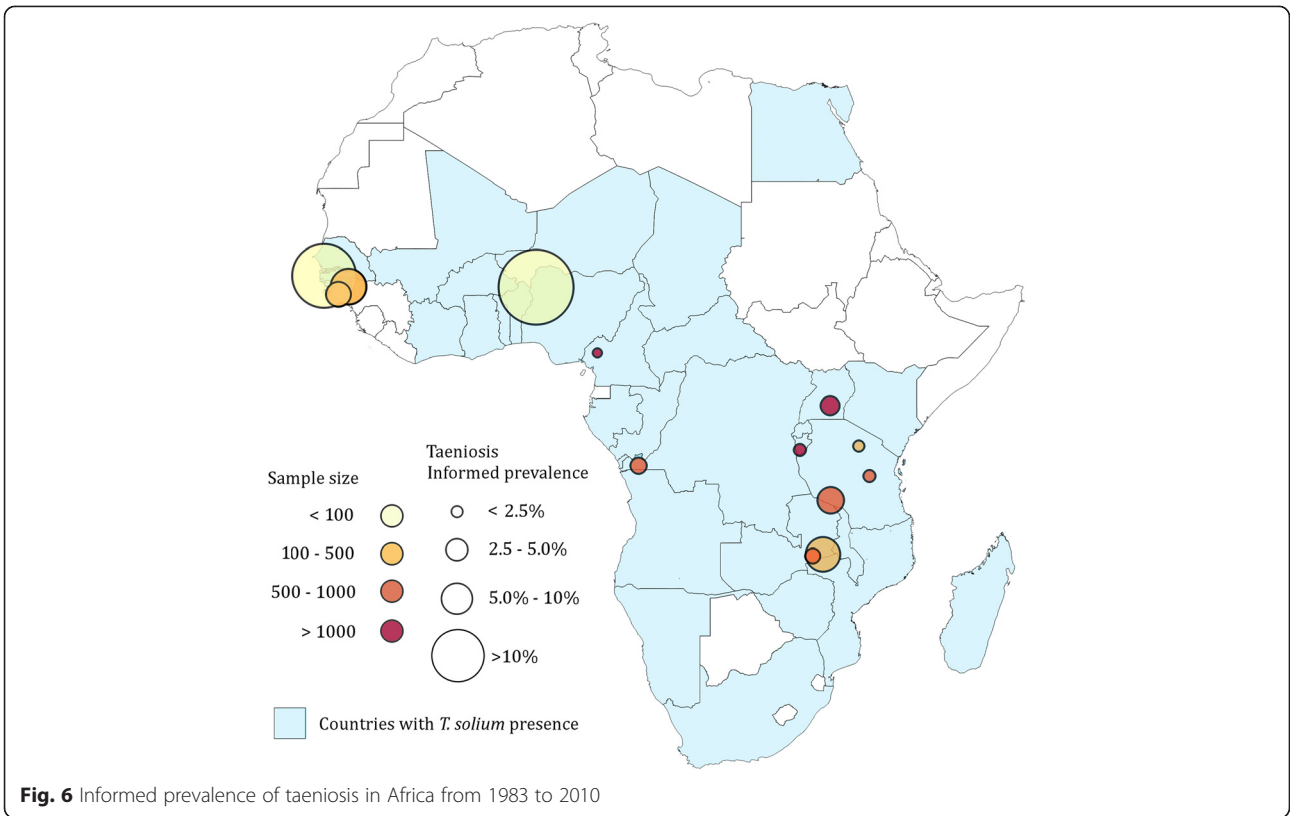 Sample size
< 100
100 - 500
500 - 1000
> 1000
Taeniosis
Informed prevalence
< 2.5%
2.5 - 5.0%
5.0% - 10%
>10%
Countries with T. solium presence
Fig. 6 Informed prevalence of taeniosis in Africa from 1983 to 2010